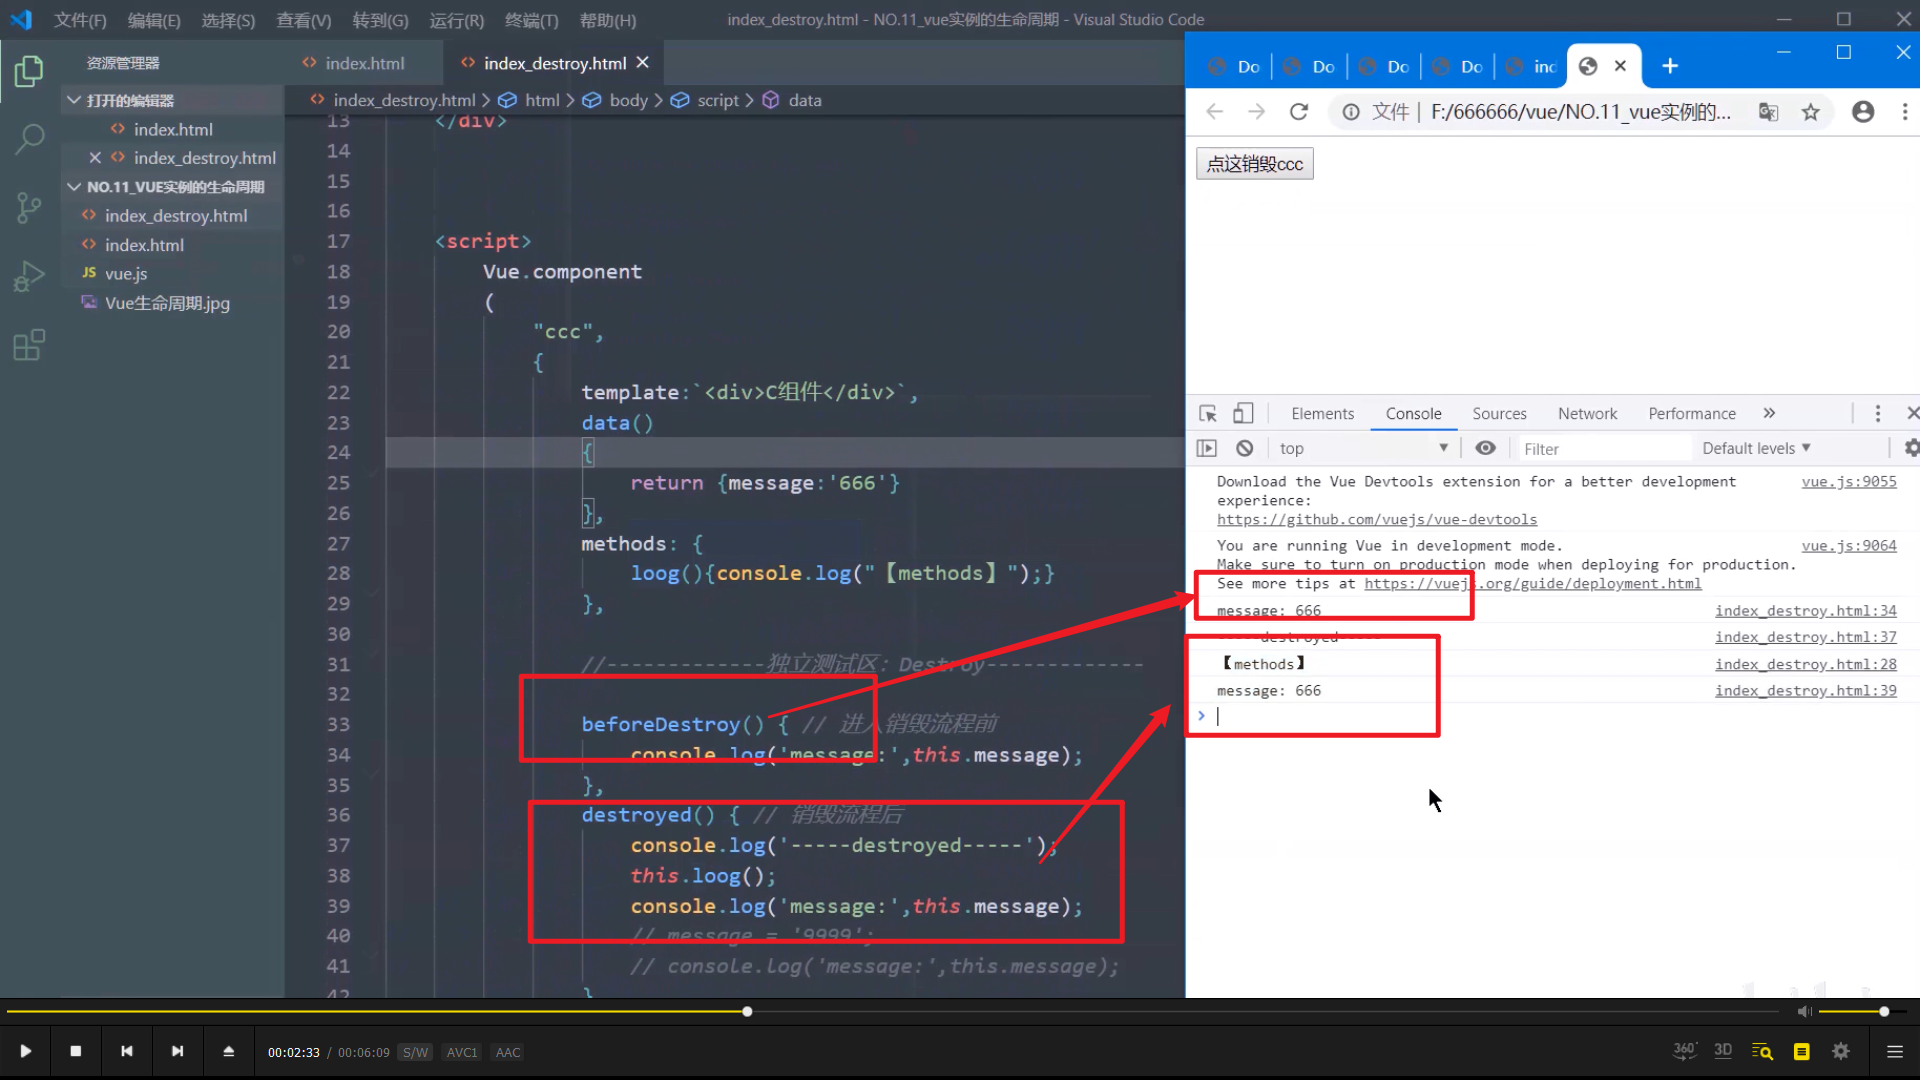 文件(F) 编辑(E) 选择(S) 查看(V) 转到(G) 运行(R) 终端(T) 帮助(H)
index_destroy.html - NO.11_vue实例的生命周期 - Visual Studio Code
资源管理器
打开的编辑器
index.html
index_destroy.html
NO.11_VUE实例的生命周期
index_destroy.html
index.html
JS vue.js
Vue生命周期.jpg
index.html
index_destroy.html
index_destroy.html > html > body > script > data
13 </div>
14
15
16
17 <script>
18 Vue.component
19 (
20 "ccc",
21 {
22 template:`<div>C组件</div>`,
23 data()
24 {
25 return {message:'666'}
26 },
27 methods: {
28 loog(){console.log("【methods】");}
29 },
30
31 //-------------独立测试区: Destroy-------------
32
33 beforeDestroy() { // 进入销毁流程前
34 console.log('message:',this.message);
35 },
36 destroyed() { // 销毁流程后
37 console.log('-----destroyed-----');
38 this.loog();
39 console.log('message:',this.message);
40 // message = '9999';
41 // console.log('message:',this.message);
42 }
Do Do Do Do ind
文件 | F:/666666/vue/NO.11_vue实例的...
点这销毁ccc
Elements Console Sources Network Performance »
top Filter Default levels
Download the Vue Devtools extension for a better development vue.js:9055
experience:
https://github.com/vuejs/vue-devtools
You are running Vue in development mode. vue.js:9064
Make sure to turn on production mode when deploying for production.
See more tips at https://vuejs.org/guide/deployment.html
message: 666 index_destroy.html:34
-----destroyed----- index_destroy.html:37
【methods】 index_destroy.html:28
message: 666 index_destroy.html:39
>
00:02:33 / 00:06:09 S/W AVC1 AAC
360° 3D